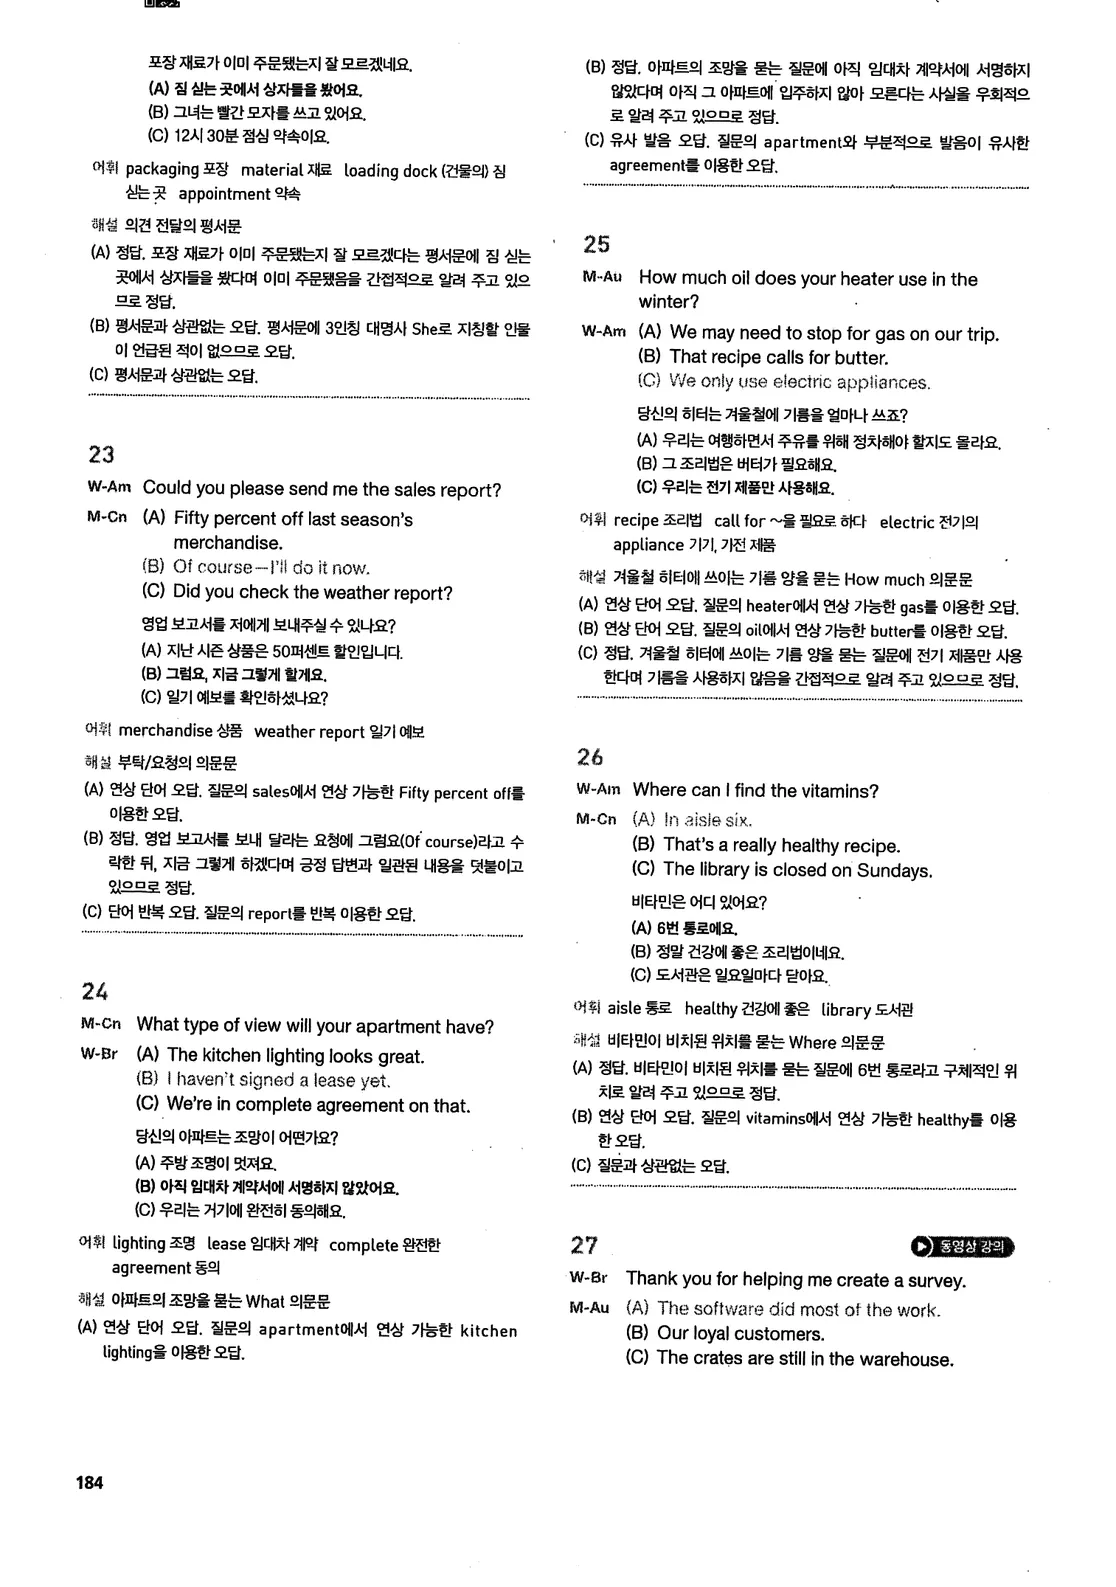 포장 재료가 이미 주문됐는지 잘 모르겠네요.
(A) 짐 싣는 곳에서 상자들을 봤어요.
(B) 그녀는 빨간 모자를 쓰고 있어요.
(C) 12시 30분 점심 약속이요.
어휘 packaging 포장 material 재료 loading dock (건물의) 짐
싣는 곳 appointment 약속
해설 의견 전달의 평서문
(A) 정답. 포장 재료가 이미 주문됐는지 잘 모르겠다는 평서문에 짐 싣는
곳에서 상자들을 봤다며 이미 주문됐음을 간접적으로 알려 주고 있으
므로 정답.
(B) 평서문과 상관없는 오답. 평서문에 3인칭 대명사 She로 지칭할 인물
이 언급된 적이 없으므로 오답.
(C) 평서문과 상관없는 오답.
23
W-Am Could you please send me the sales report?
M-Cn (A) Fifty percent off last season's
merchandise.
(B) Of course—I'll do it now.
(C) Did you check the weather report?
영업 보고서를 저에게 보내주실 수 있나요?
(A) 지난 시즌 상품은 50퍼센트 할인입니다.
(B) 그럼요, 지금 그렇게 할게요.
(C) 일기 예보를 확인하셨나요?
어휘 merchandise 상품 weather report 일기 예보
해설 부탁/요청의 의문문
(A) 연상 단어 오답. 질문의 sales에서 연상 가능한 Fifty percent off를
이용한 오답.
(B) 정답. 영업 보고서를 보내 달라는 요청에 그럼요(Of course)라고 수
락한 뒤, 지금 그렇게 하겠다며 긍정 답변과 일관된 내용을 덧붙이고
있으므로 정답.
(C) 단어 반복 오답. 질문의 report를 반복 이용한 오답.
24
M-Cn What type of view will your apartment have?
W-Br (A) The kitchen lighting looks great.
(B) I haven't signed a lease yet.
(C) We're in complete agreement on that.
당신의 아파트는 조망이 어떤가요?
(A) 주방 조명이 멋져요.
(B) 아직 임대차 계약서에 서명하지 않았어요.
(C) 우리는 거기에 완전히 동의해요.
어휘 lighting 조명 lease 임대차 계약 complete 완전한
agreement 동의
해설 아파트의 조망을 묻는 What 의문문
(A) 연상 단어 오답. 질문의 apartment에서 연상 가능한 kitchen
lighting을 이용한 오답.
(B) 정답. 아파트의 조망을 묻는 질문에 아직 임대차 계약서에 서명하지
않았다며 아직 그 아파트에 입주하지 않아 모른다는 사실을 우회적으
로 알려 주고 있으므로 정답.
(C) 유사 발음 오답. 질문의 apartment와 부분적으로 발음이 유사한
agreement를 이용한 오답.
25
M-Au How much oil does your heater use in the
winter?
W-Am (A) We may need to stop for gas on our trip.
(B) That recipe calls for butter.
(C) We only use electric appliances.
당신의 히터는 겨울철에 기름을 얼마나 쓰죠?
(A) 우리는 여행하면서 주유를 위해 정차해야 할지도 몰라요.
(B) 그 조리법은 버터가 필요해요.
(C) 우리는 전기 제품만 사용해요.
어휘 recipe 조리법 call for ~을 필요로 하다 electric 전기의
appliance 기기, 가전 제품
해설 겨울철 히터에 쓰이는 기름 양을 묻는 How much 의문문
(A) 연상 단어 오답. 질문의 heater에서 연상 가능한 gas를 이용한 오답.
(B) 연상 단어 오답. 질문의 oil에서 연상 가능한 butter를 이용한 오답.
(C) 정답. 겨울철 히터에 쓰이는 기름 양을 묻는 질문에 전기 제품만 사용
한다며 기름을 사용하지 않음을 간접적으로 알려 주고 있으므로 정답.
26
W-Am Where can I find the vitamins?
M-Cn (A) In aisle six.
(B) That's a really healthy recipe.
(C) The library is closed on Sundays.
비타민은 어디 있어요?
(A) 6번 통로에요.
(B) 정말 건강에 좋은 조리법이네요.
(C) 도서관은 일요일마다 닫아요.
어휘 aisle 통로 healthy 건강에 좋은 library 도서관
해설 비타민이 비치된 위치를 묻는 Where 의문문
(A) 정답. 비타민이 비치된 위치를 묻는 질문에 6번 통로라고 구체적인 위
치로 알려 주고 있으므로 정답.
(B) 연상 단어 오답. 질문의 vitamins에서 연상 가능한 healthy를 이용
한 오답.
(C) 질문과 상관없는 오답.
27 동영상 강의
W-Br Thank you for helping me create a survey.
M-Au (A) The software did most of the work.
(B) Our loyal customers.
(C) The crates are still in the warehouse.
184